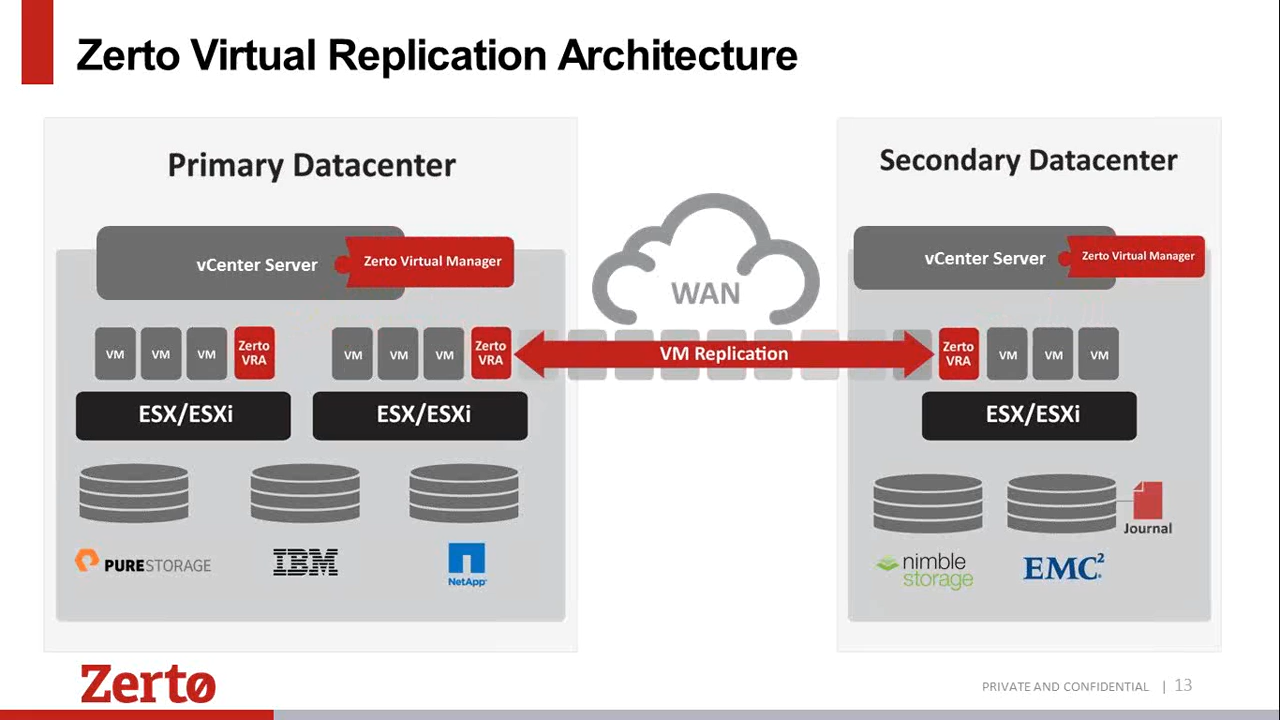 Zerto Virtual Replication Architecture
Primary Datacenter
Secondary Datacenter
vCenter Server
Zerto Virtual Manager
WAN
vCenter Server
Zerto Virtual Manager
VM
VM
VM
Zerto
VRA
VM
VM
VM
Zerto
VRA
VM Replication
Zerto
VRA
VM
VM
VM
ESX/ESXi
ESX/ESXi
ESX/ESXi
PURESTORAGE
IBM
NetApp
Journal
nimble
storage
EMC²
Zerto
PRIVATE AND CONFIDENTIAL | 13